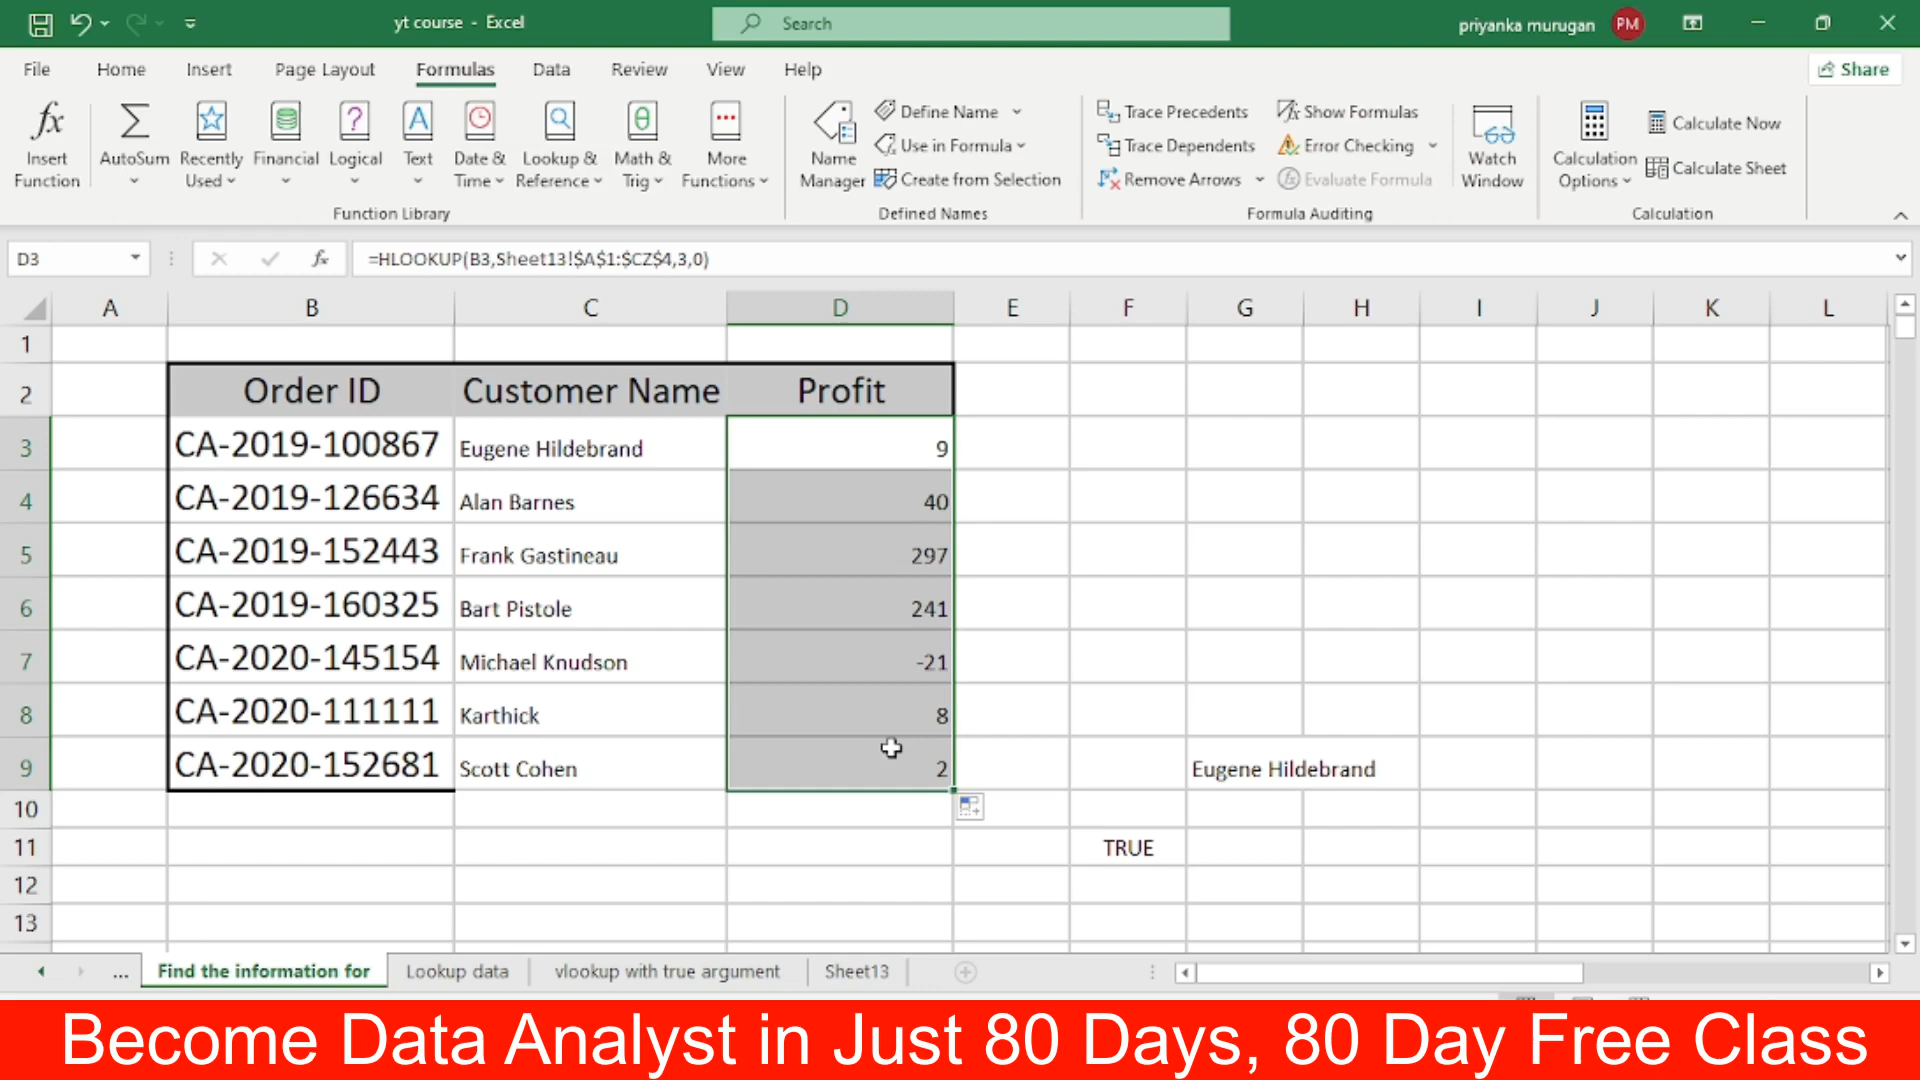 yt course - Excel
Search
priyanka murugan PM
File Home Insert Page Layout Formulas Data Review View Help Share
fx Insert Function
AutoSum
Recently Used
Financial
Logical
Text
Date & Time
Lookup & Reference
Math & Trig
More Functions
Function Library
Name Manager
Define Name
Use in Formula
Create from Selection
Defined Names
Trace Precedents
Trace Dependents
Remove Arrows
Show Formulas
Error Checking
Evaluate Formula
Formula Auditing
Watch Window
Calculation Options
Calculate Now
Calculate Sheet
Calculation
D3 fx =HLOOKUP(B3,Sheet13!$A$1:$CZ$4,3,0)
A B C D E F G H I J K L
1
2 Order ID Customer Name Profit
3 CA-2019-100867 Eugene Hildebrand 9
4 CA-2019-126634 Alan Barnes 40
5 CA-2019-152443 Frank Gastineau 297
6 CA-2019-160325 Bart Pistole 241
7 CA-2020-145154 Michael Knudson -21
8 CA-2020-111111 Karthick 8
9 CA-2020-152681 Scott Cohen 2 Eugene Hildebrand
10
11 TRUE
12
13
... Find the information for Lookup data vlookup with true argument Sheet13
Become Data Analyst in Just 80 Days, 80 Day Free Class